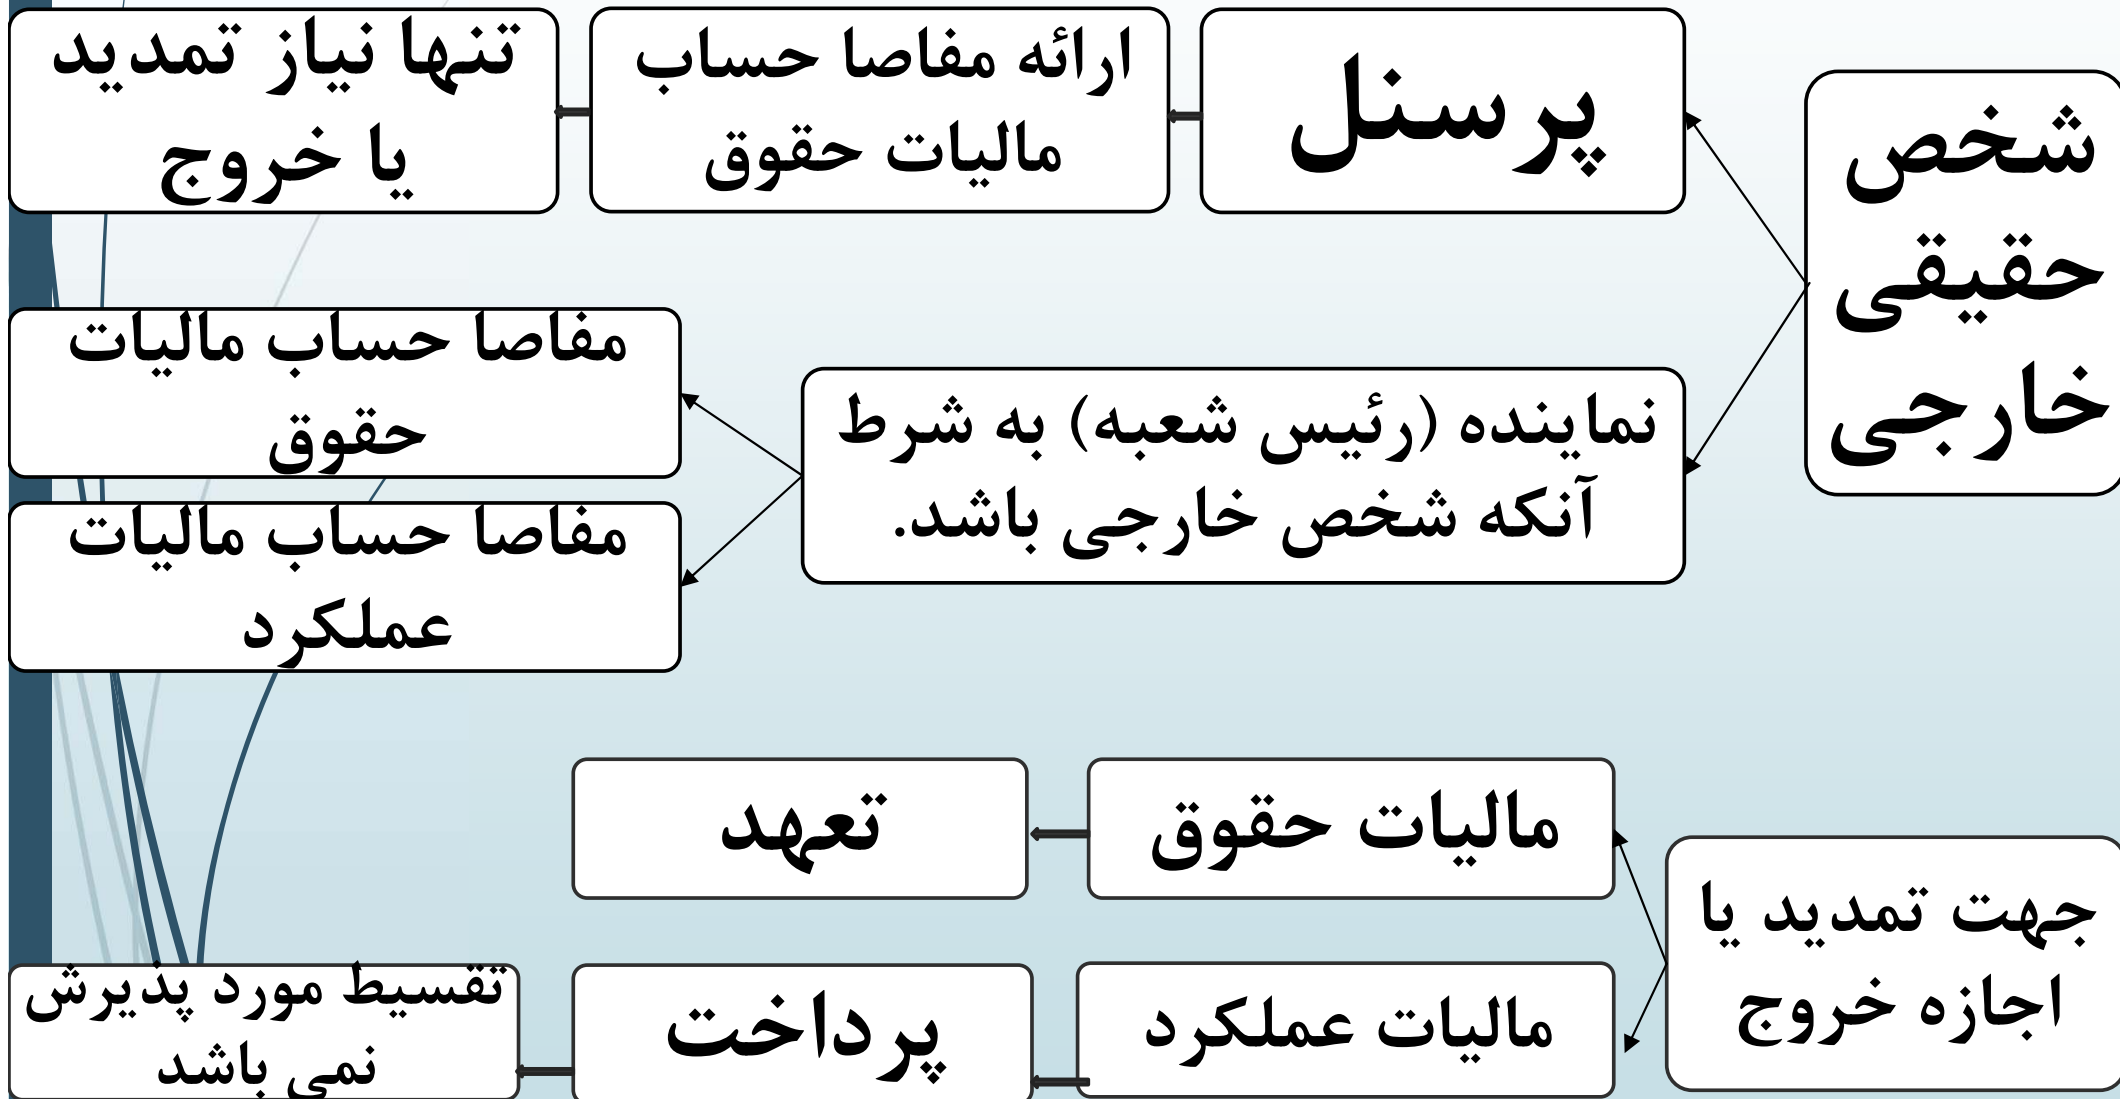 شخص
حقیقی
خارجی
پرسنل
ارائه مفاصا حساب
مالیات حقوق
تنها نیاز تمدید
یا خروج
نماینده (رئیس شعبه) به شرط
آنکه شخص خارجی باشد.
مفاصا حساب مالیات
حقوق
مفاصا حساب مالیات
عملکرد
جهت تمدید یا
اجازه خروج
مالیات حقوق
تعهد
مالیات عملکرد
پرداخت
تقسیط مورد پذیرش
نمی باشد